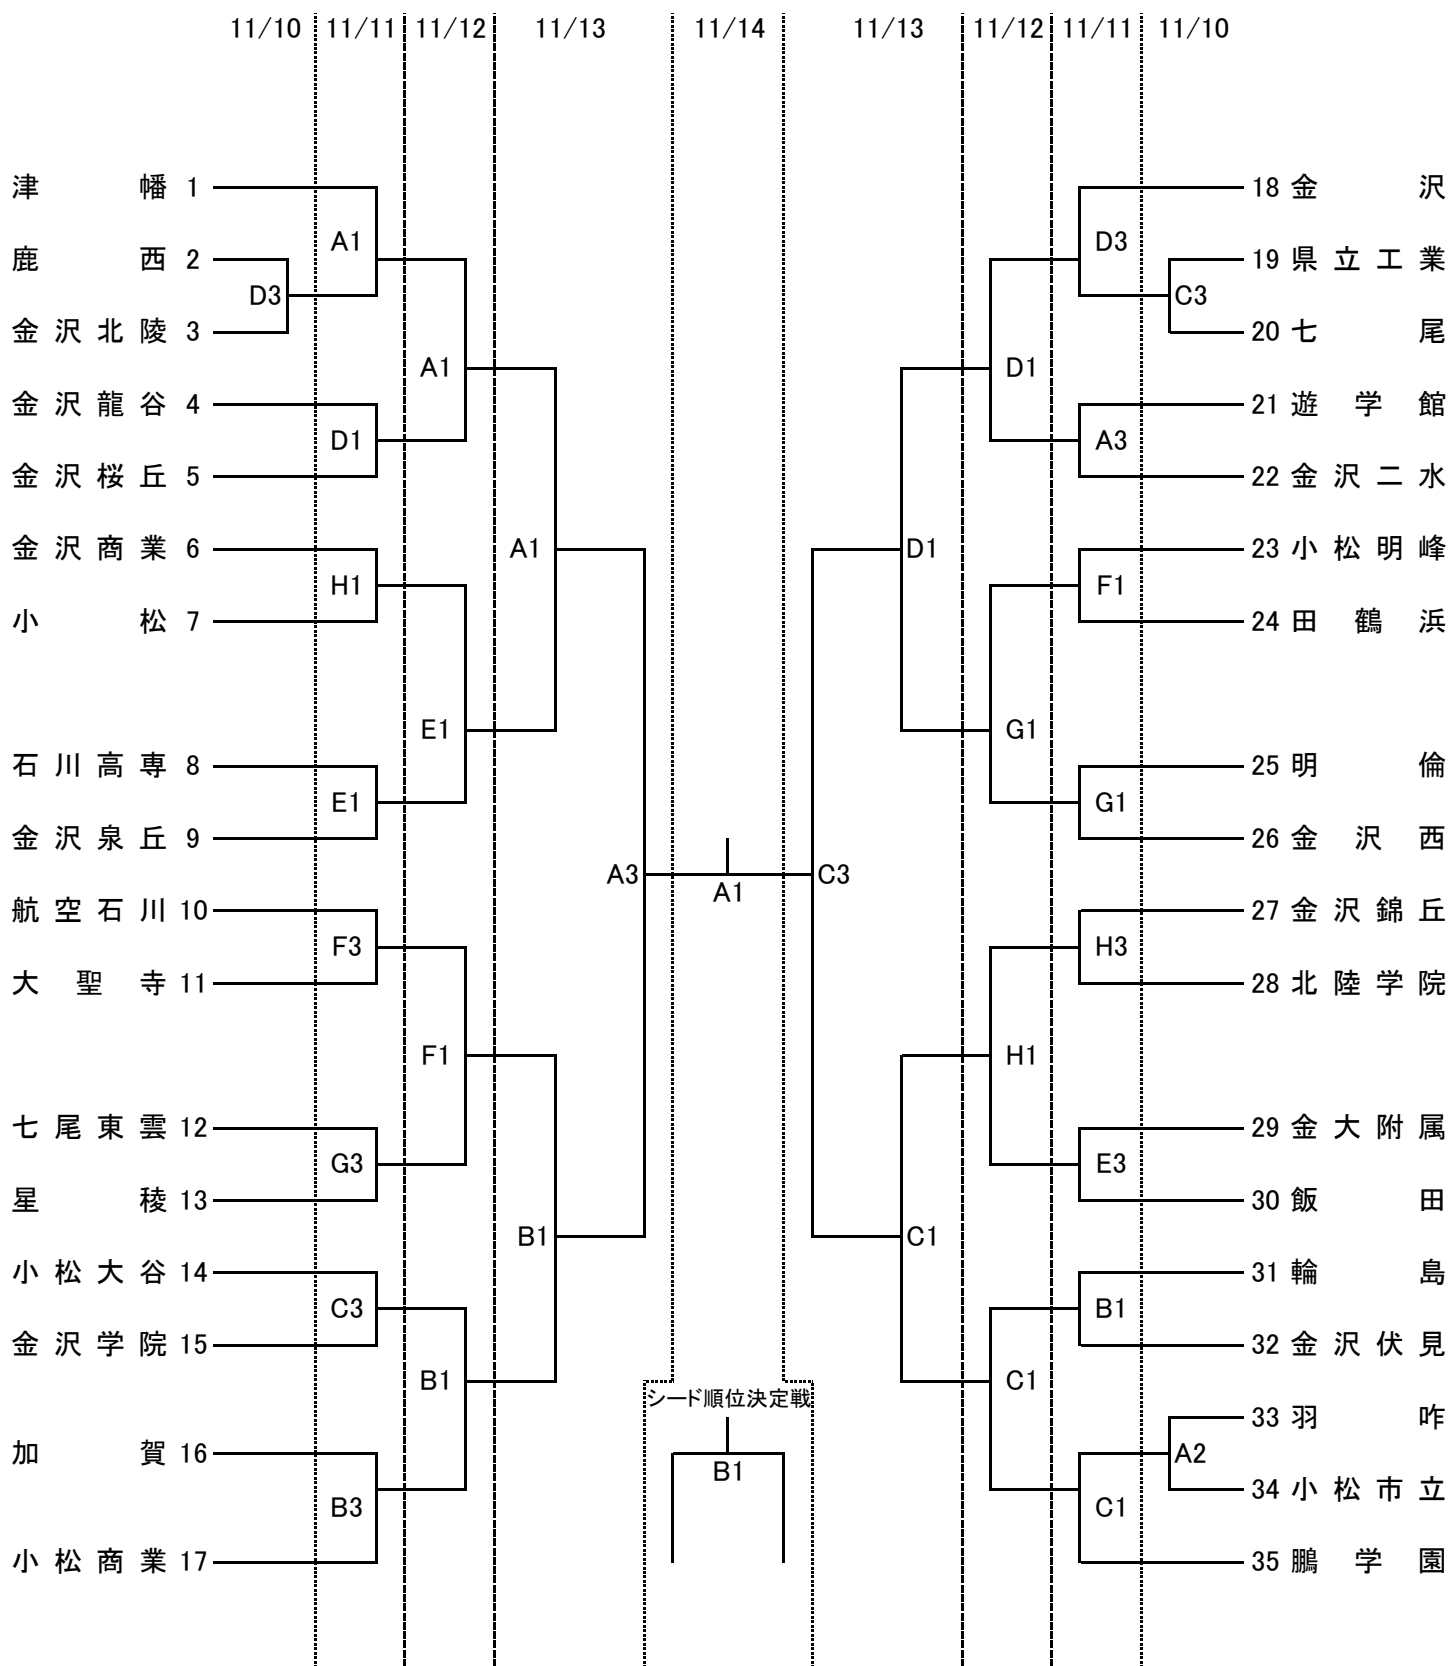 11/10 11/11 11/12 11/13 11/14 11/13 11/12 11/11 11/10
津幡 1 18 金沢
A1 D3
鹿西 2 19 県立工業
D3 C3
金沢北陵 3 20 七尾
A1 D1
金沢龍谷 4 21 遊学館
D1 A3
金沢桜丘 5 22 金沢二水
金沢商業 6 A1 D1 23 小松明峰
H1 F1
小松 7 24 田鶴浜
E1 G1
石川高専 8 25 明倫
E1 G1
金沢泉丘 9 26 金沢西
A3 A1 C3
航空石川 10 27 金沢錦丘
F3 H3
大聖寺 11 28 北陸学院
F1 H1
七尾東雲 12 29 金大附属
G3 E3
星稜 13 30 飯田
B1 C1
小松大谷 14 31 輪島
C3 B1
金沢学院 15 32 金沢伏見
B1 C1
シード順位決定戦
33 羽咋
加賀 16 A2
B1
34 小松市立
B3 C1
小松商業 17 35 鵬学園